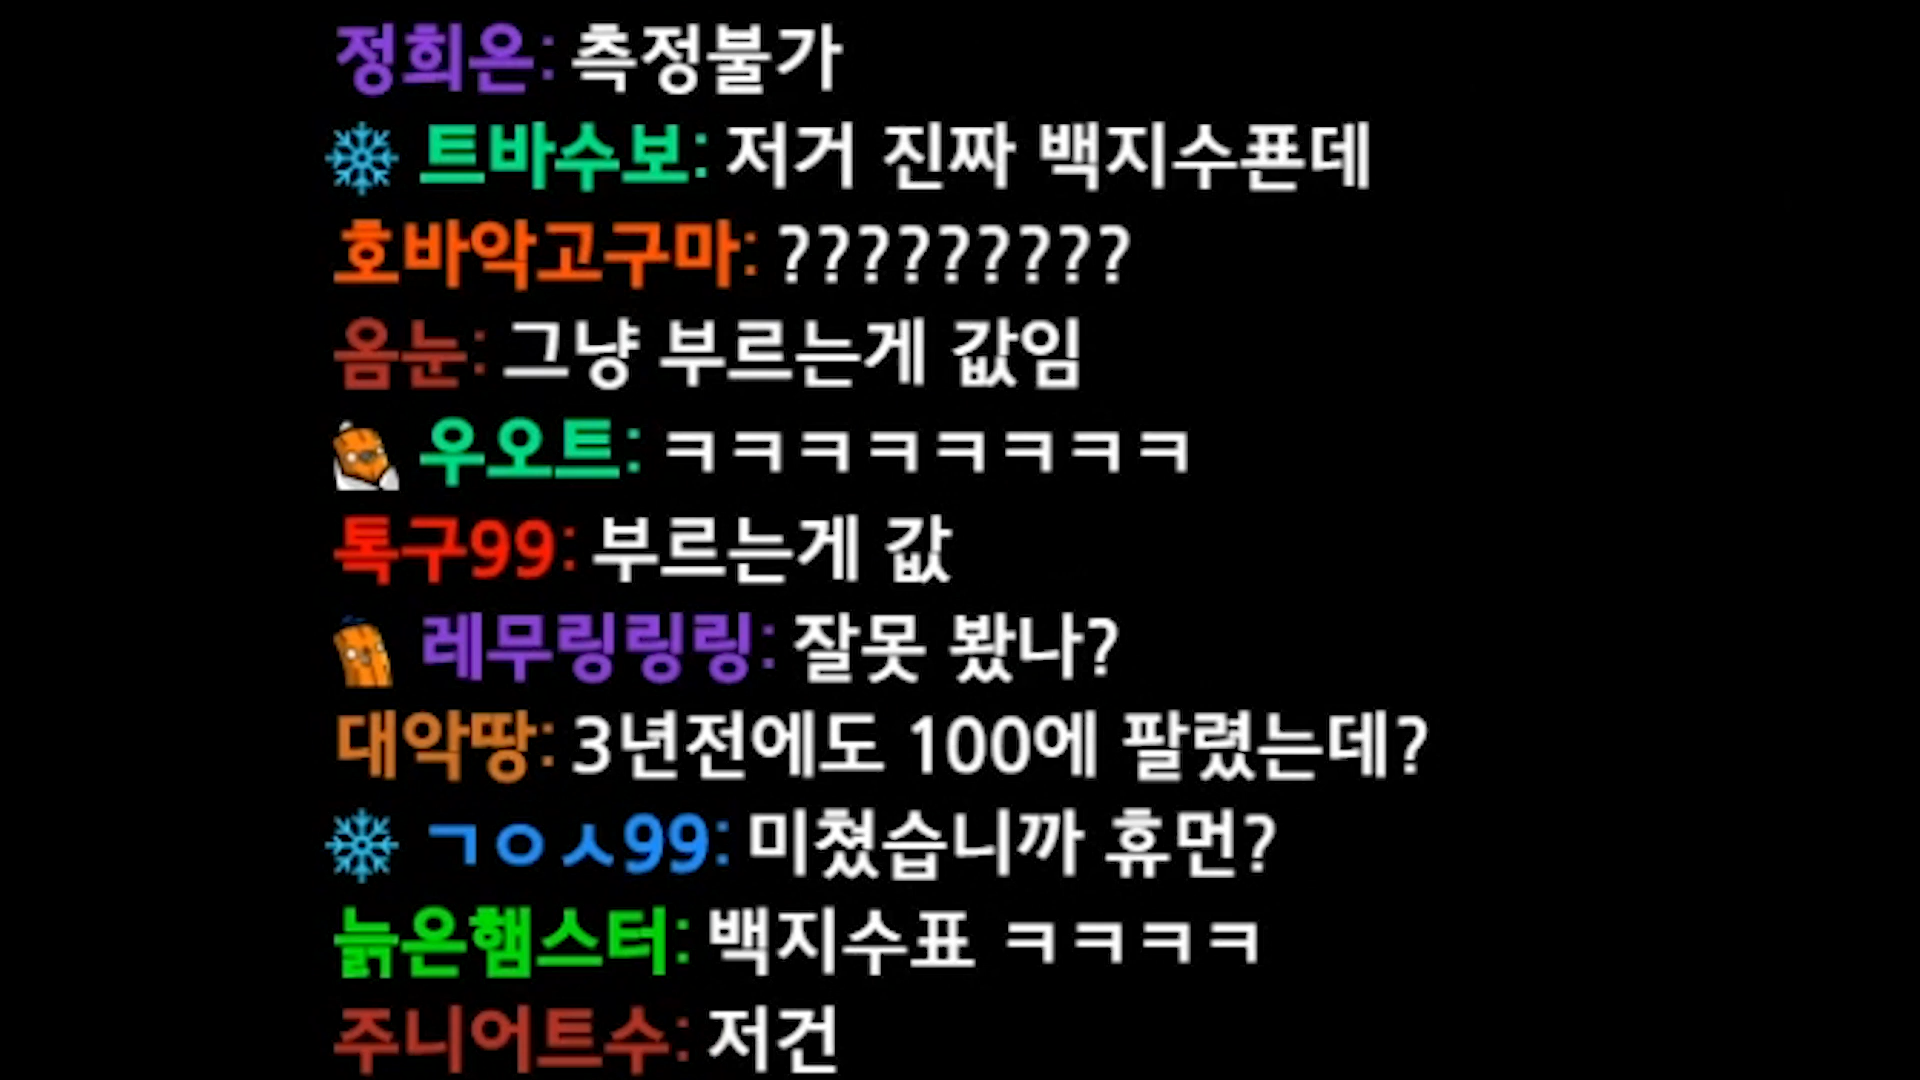 정희은: 측정불가
트바수보: 저거 진짜 백지수푠데
호바악고구마: ?????????
음눈: 그냥 부르는게 값임
우오트: ㅋㅋㅋㅋㅋㅋㅋㅋ
톡구99: 부르는게 값
레무링링링: 잘못 봤나?
대악땅: 3년전에도 100에 팔렸는데?
ㄱㅇㅅ99: 미쳤습니까 휴먼?
늙은햄스터: 백지수표 ㅋㅋㅋㅋ
주니어트수: 저건